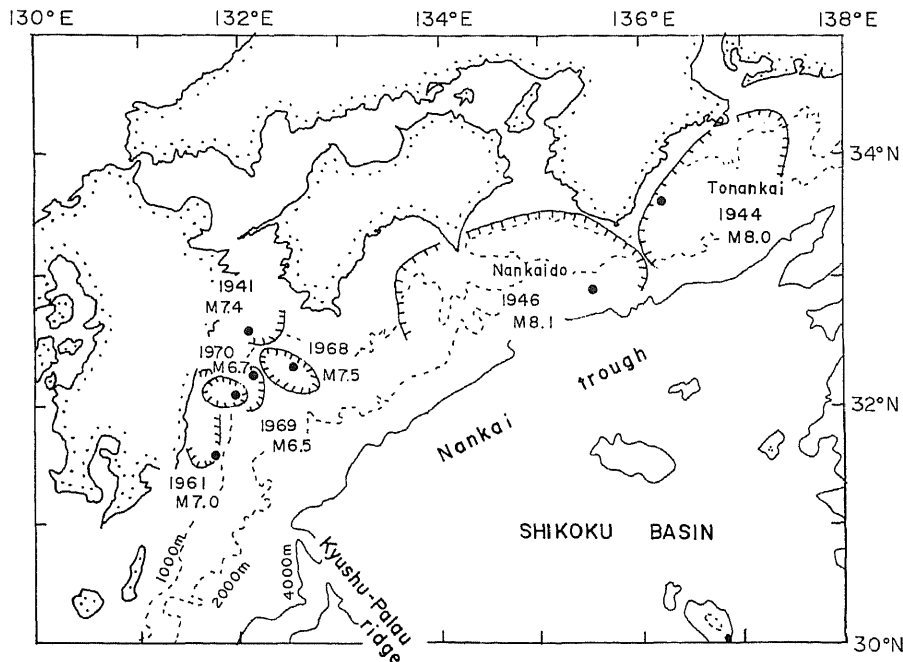 130°E
132°E
134°E
136°E
138°E
34°N
Tonankai
1944
M8.0
Nankaido
1946
M8.1
1941
M7.4
1970
M6.7
1968
M7.5
1969
M6.5
1961
M7.0
32°N
Nankai trough
SHIKOKU BASIN
1000m
2000m
4000m
Kyushu-Palau
ridge
30°N